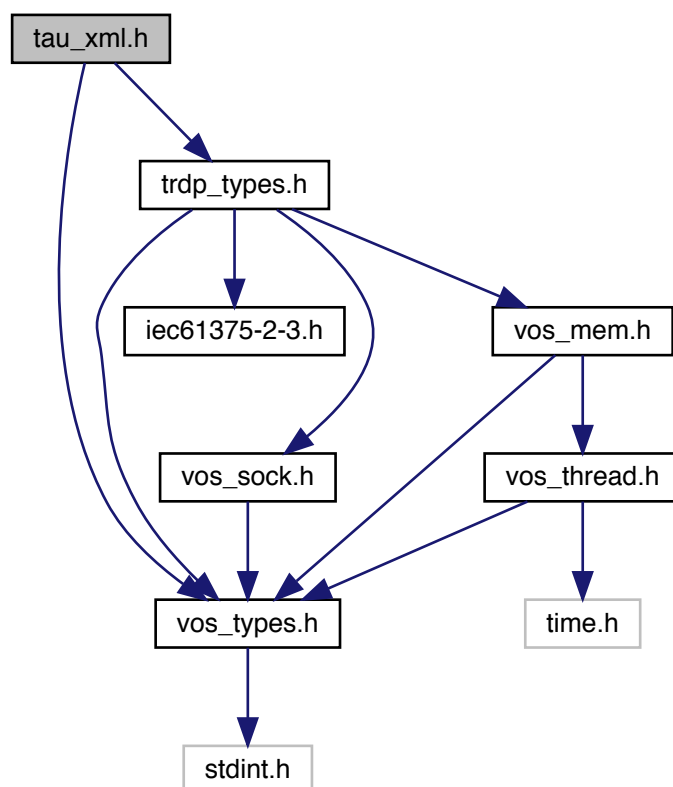 tau_xml.h
trdp_types.h
iec61375-2-3.h
vos_mem.h
vos_sock.h
vos_thread.h
vos_types.h
time.h
stdint.h